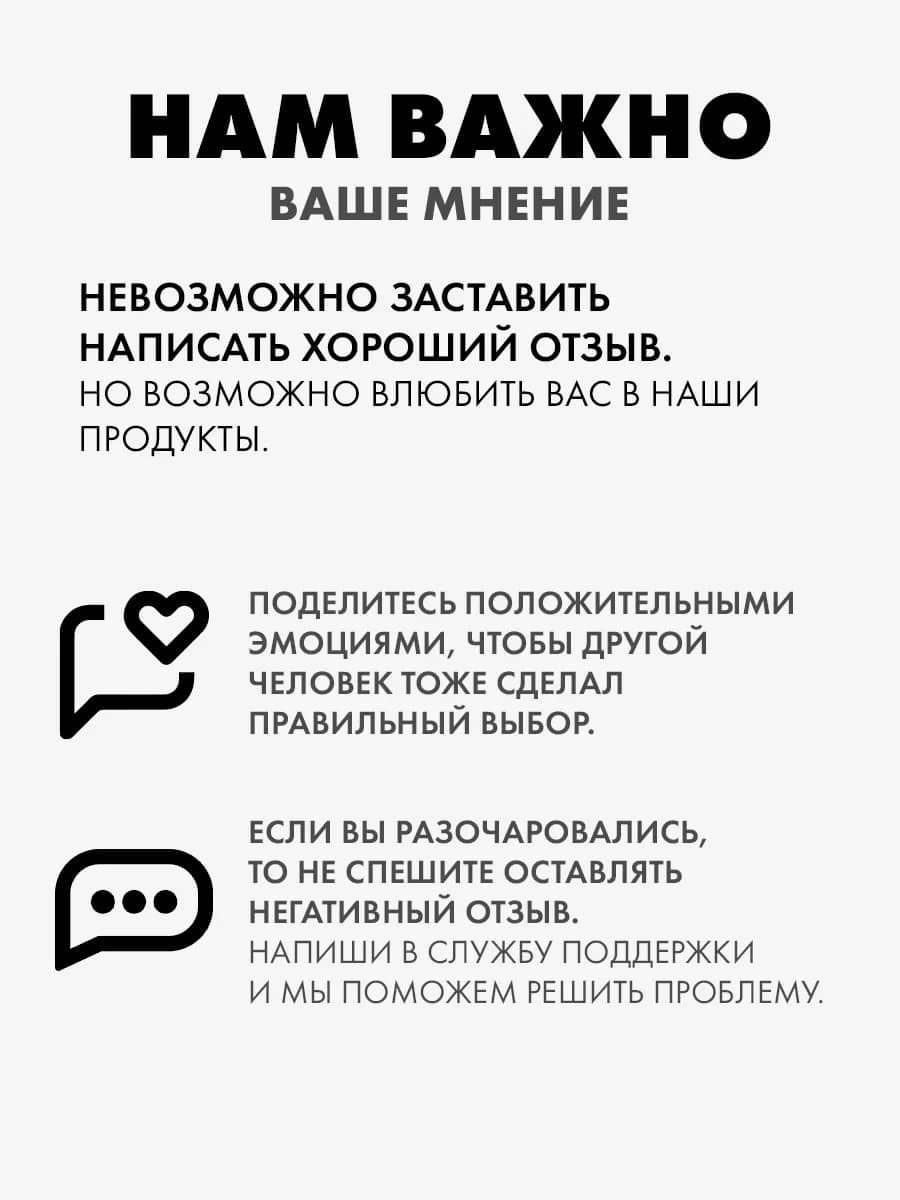 НАМ ВАЖНО
ВАШЕ МНЕНИЕ
НЕВОЗМОЖНО ЗАСТАВИТЬ
НАПИСАТЬ ХОРОШИЙ ОТЗЫВ.
НО ВОЗМОЖНО ВЛЮБИТЬ ВАС В НАШИ
ПРОДУКТЫ.
ПОДЕЛИТЕСЬ ПОЛОЖИТЕЛЬНЫМИ
ЭМОЦИЯМИ, ЧТОБЫ ДРУГОЙ
ЧЕЛОВЕК ТОЖЕ СДЕЛАЛ
ПРАВИЛЬНЫЙ ВЫБОР.
ЕСЛИ ВЫ РАЗОЧАРОВАЛИСЬ,
ТО НЕ СПЕШИТЕ ОСТАВЛЯТЬ
НЕГАТИВНЫЙ ОТЗЫВ.
НАПИШИ В СЛУЖБУ ПОДДЕРЖКИ
И МЫ ПОМОЖЕМ РЕШИТЬ ПРОБЛЕМУ.